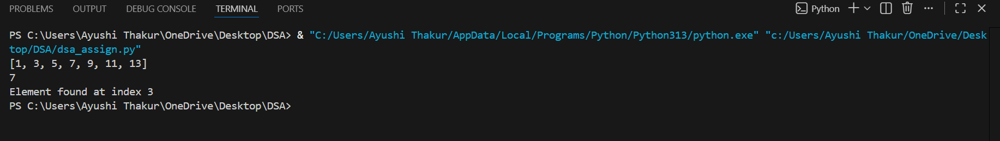 PROBLEMS OUTPUT DEBUG CONSOLE TERMINAL PORTS Python
PS C:\Users\Ayushi Thakur\OneDrive\Desktop\DSA> & "C:/Users/Ayushi Thakur/AppData/Local/Programs/Python/Python313/python.exe" "c:/Users/Ayushi Thakur/OneDrive/Desk
top/DSA/dsa_assign.py"
[1, 3, 5, 7, 9, 11, 13]
7
Element found at index 3
PS C:\Users\Ayushi Thakur\OneDrive\Desktop\DSA>